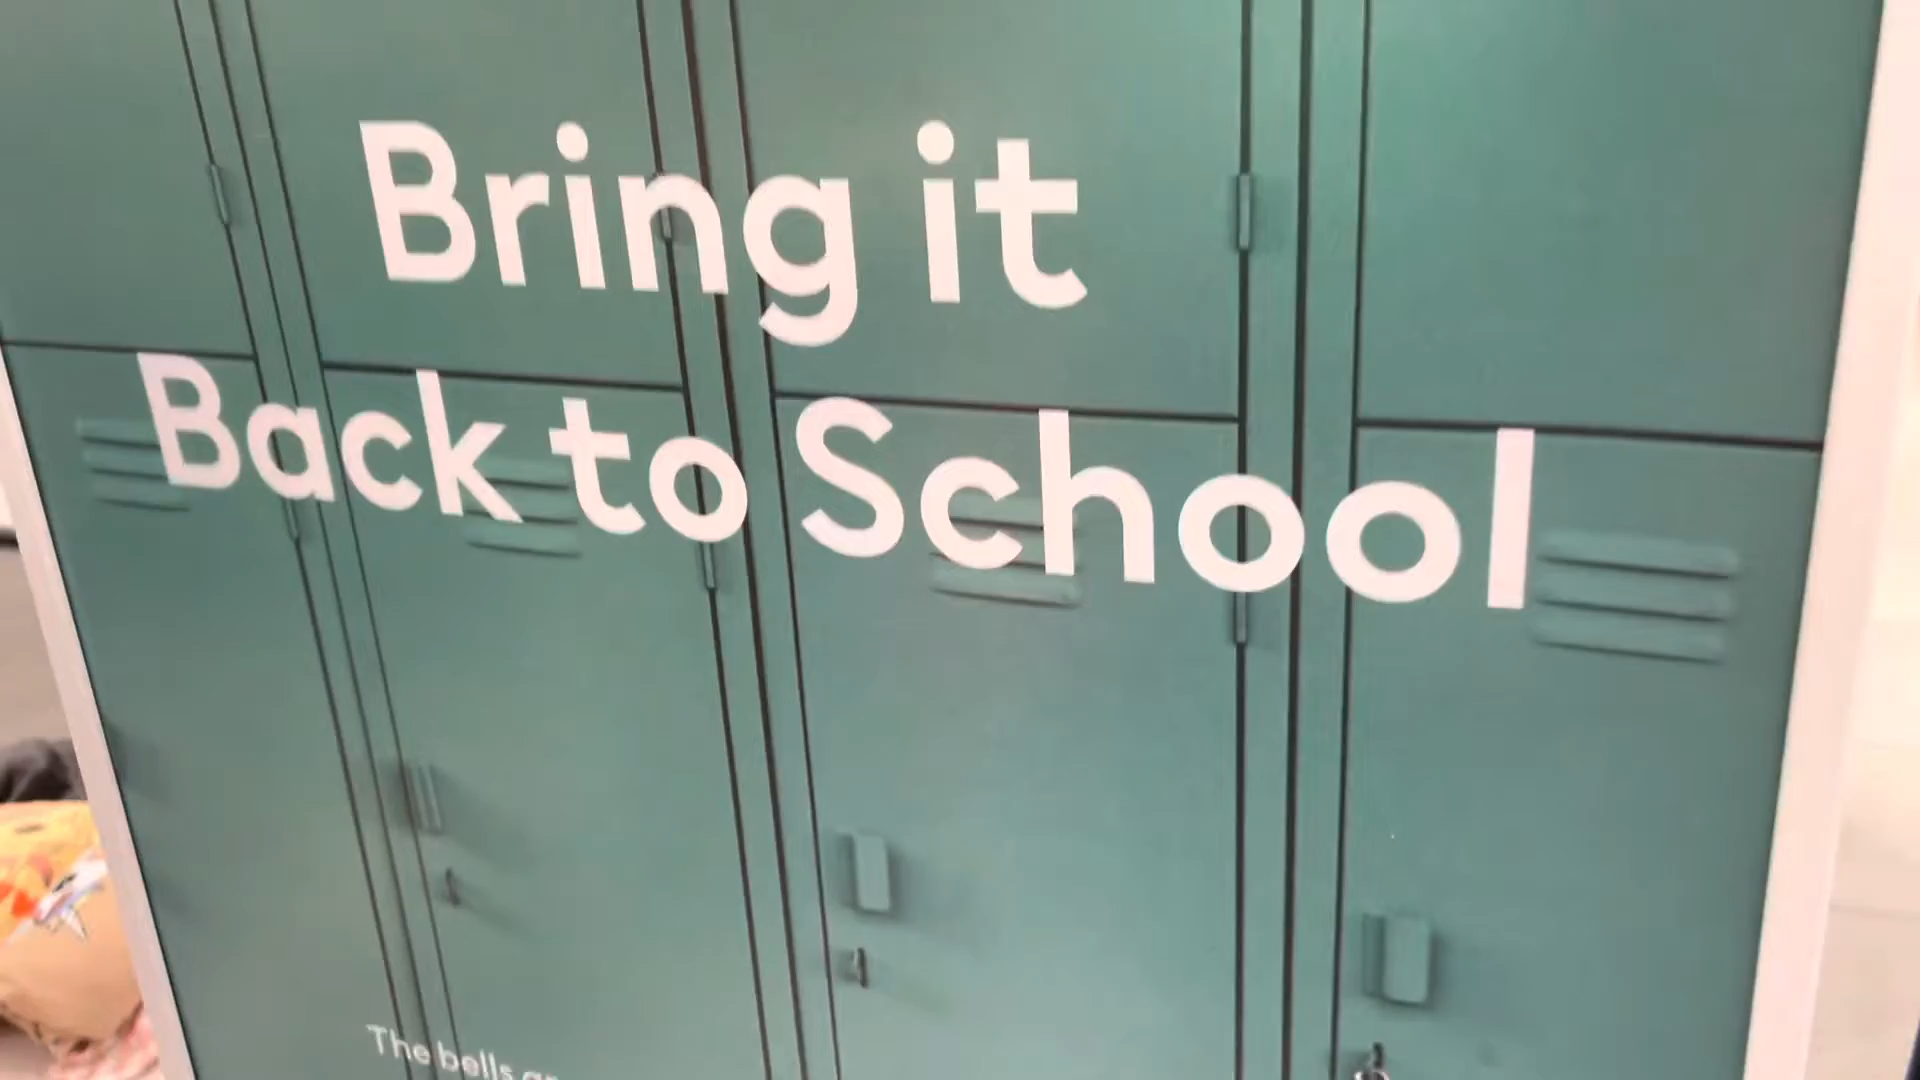 Bring it
Back to School
The bells